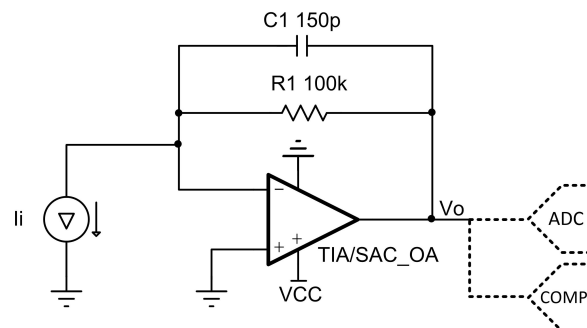 C1 150p
R1 100k
Ii
−
+
+
TIA/SAC_OA
VCC
Vo
ADC
COMP